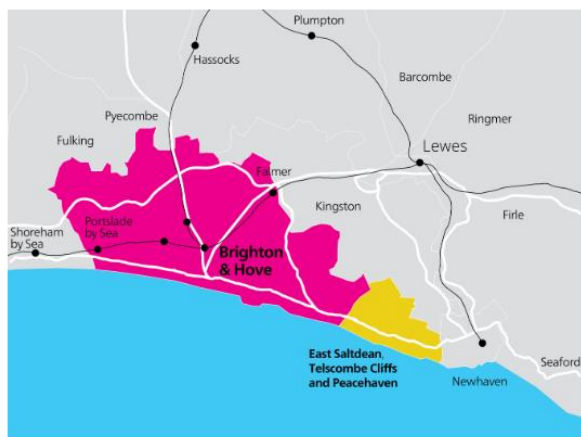 Plumpton
Hassocks
Barcombe
Pyecombe
Ringmer
Fulking
Lewes
Falmer
Kingston
Firle
Shoreham
by Sea
Portslade
by Sea
Brighton
& Hove
East Saltdean,
Telscombe Cliffs
and Peacehaven
Seaford
Newhaven